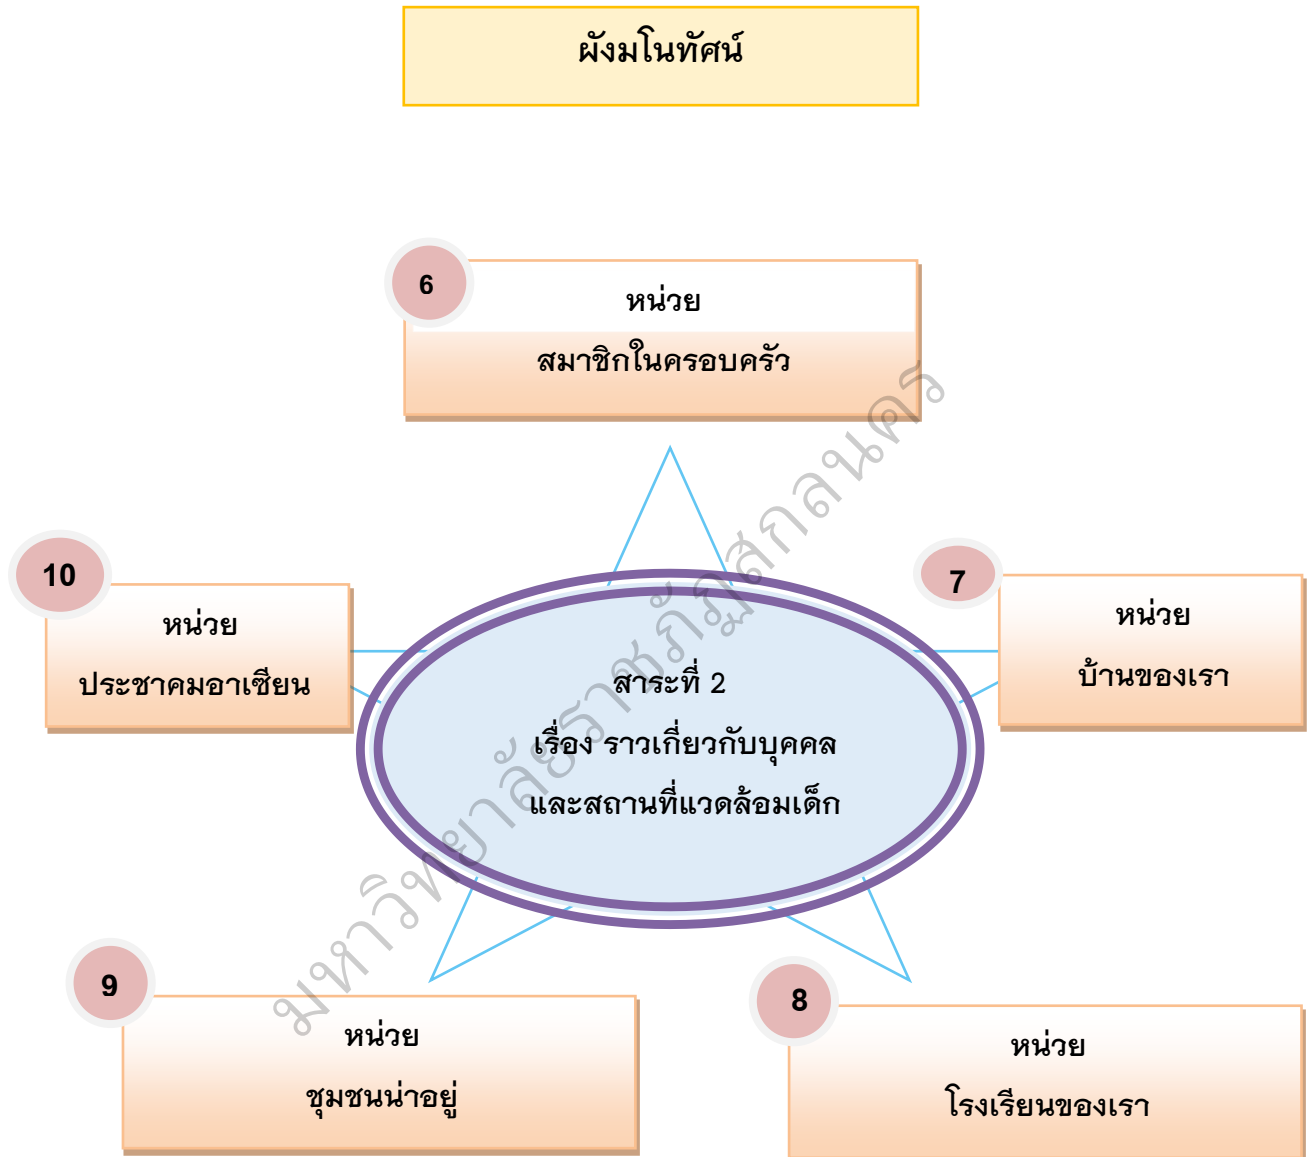 ผังมโนทัศน์
6
หน่วย
สมาชิกในครอบครัว
10
หน่วย
ประชาคมอาเซียน
7
หน่วย
บ้านของเรา
สาระที่ 2
เรื่อง ราวเกี่ยวกับบุคคล
และสถานที่แวดล้อมเด็ก
9
หน่วย
ชุมชนน่าอยู่
8
หน่วย
โรงเรียนของเรา
มหาวิทยาลัยราชภัฏสกลนคร